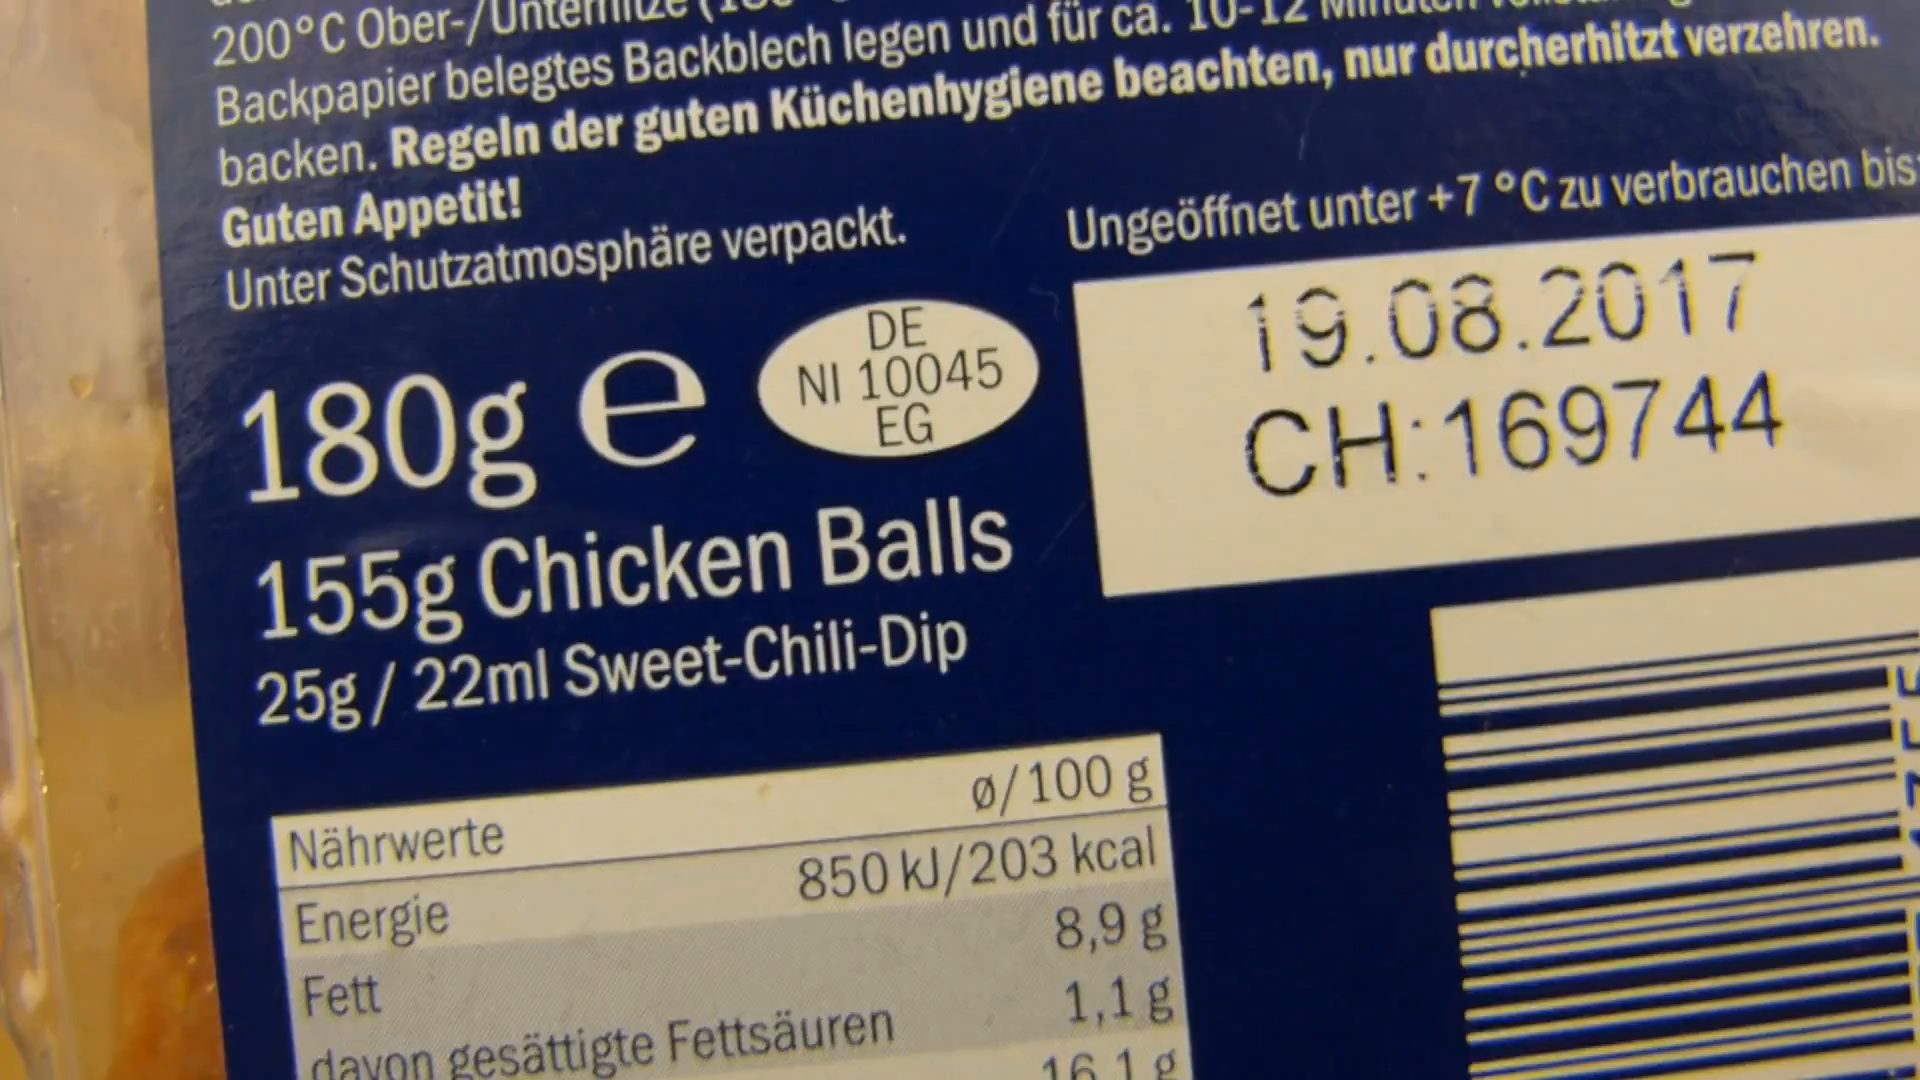 200°C Ober-/Unterhitze
Backpapier belegtes Backblech legen und für ca. 10-12 Minuten
backen. Regeln der guten Küchenhygiene beachten, nur durcherhitzt verzehren.
Guten Appetit!
Unter Schutzatmosphäre verpackt.
Ungeöffnet unter +7 °C zu verbrauchen bis:
19.08.2017
CH:169744
180g e
DE
NI 10045
EG
155g Chicken Balls
25g / 22ml Sweet-Chili-Dip
Nährwerte ø/100 g
Energie 850 kJ/203 kcal
Fett 8,9 g
davon gesättigte Fettsäuren 1,1 g
16,1 g